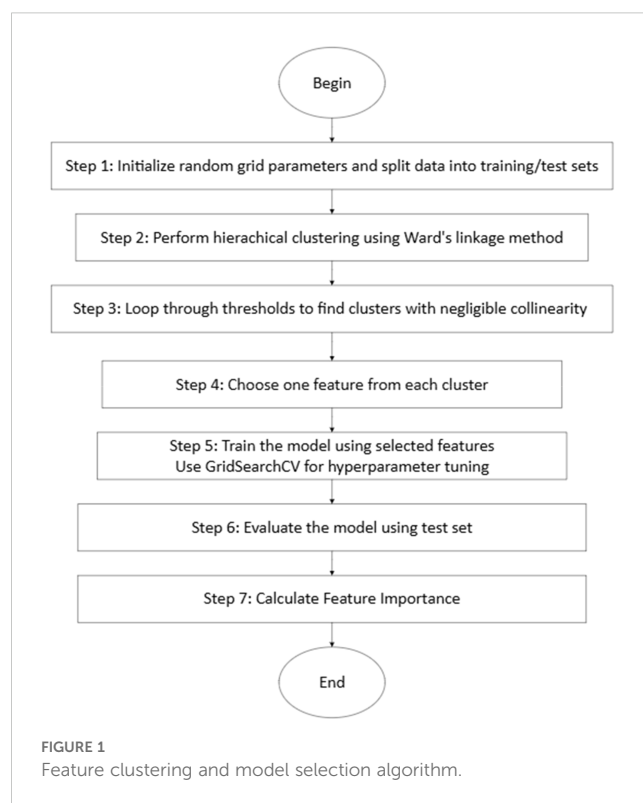 Begin
Step 1: Initialize random grid parameters and split data into training/test sets
Step 2: Perform hierachical clustering using Ward's linkage method
Step 3: Loop through thresholds to find clusters with negligible collinearity
Step 4: Choose one feature from each cluster
Step 5: Train the model using selected features
Use GridSearchCV for hyperparameter tuning
Step 6: Evaluate the model using test set
Step 7: Calculate Feature Importance
End
FIGURE 1
Feature clustering and model selection algorithm.